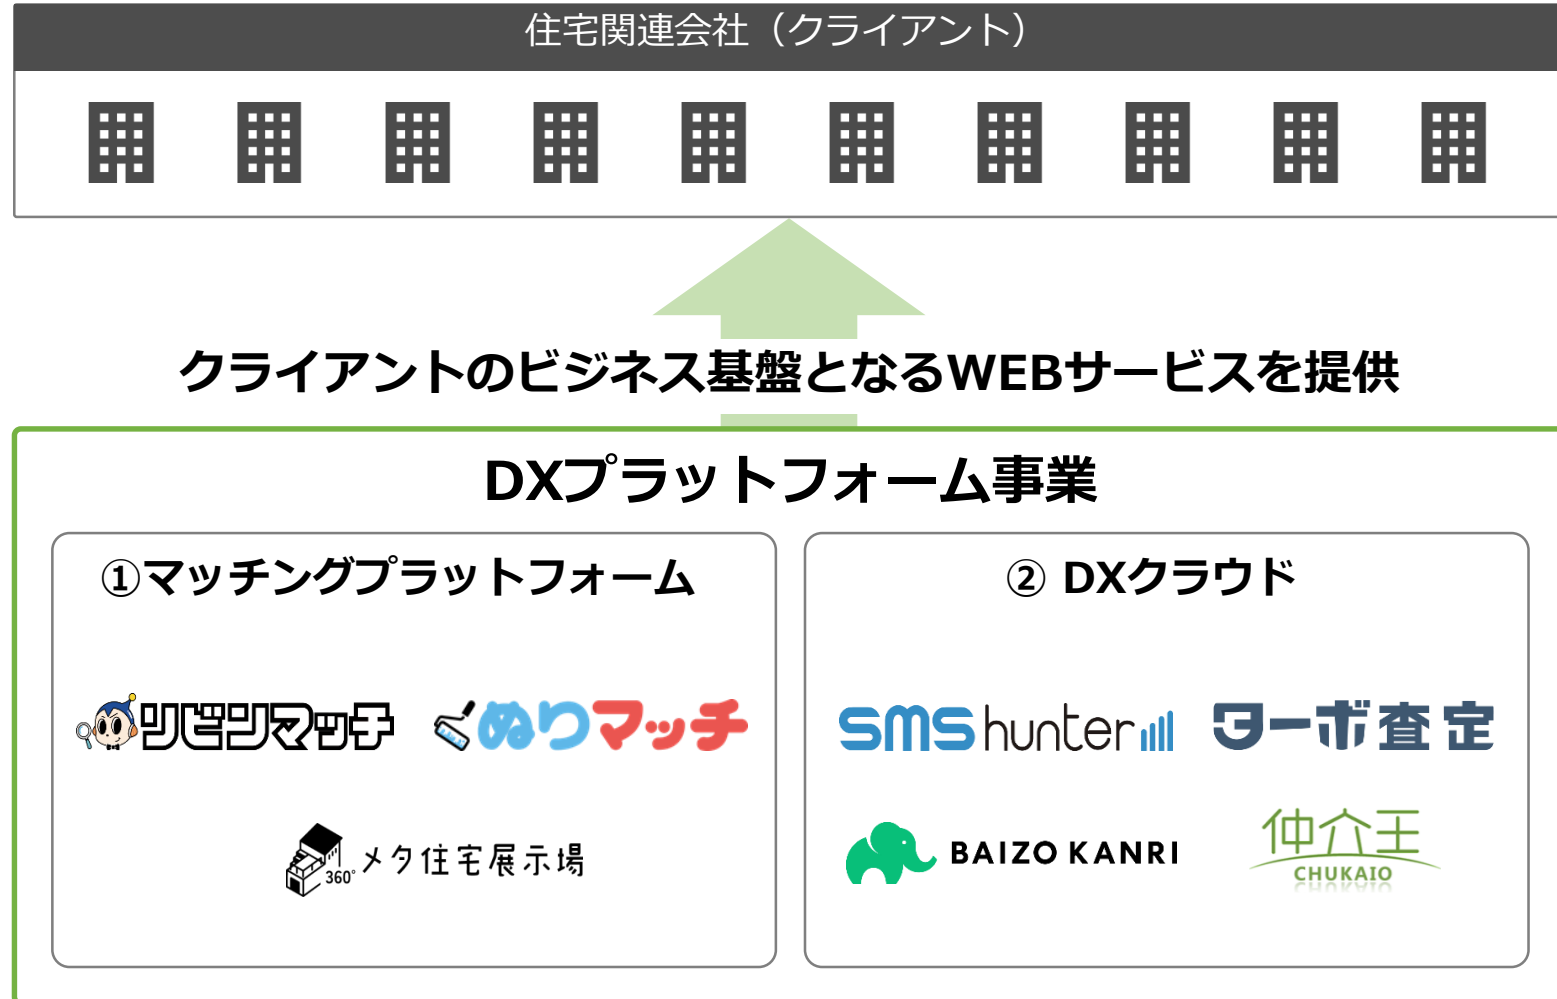 住宅関連会社（クライアント）
クライアントのビジネス基盤となるWEBサービスを提供
DXプラットフォーム事業
①マッチングプラットフォーム
② DXクラウド
リビンマッチ
ぬりマッチ
360°メタ住宅展示場
SMS hunter
ターボ査定
BAIZO KANRI
仲介王
CHUKAIO